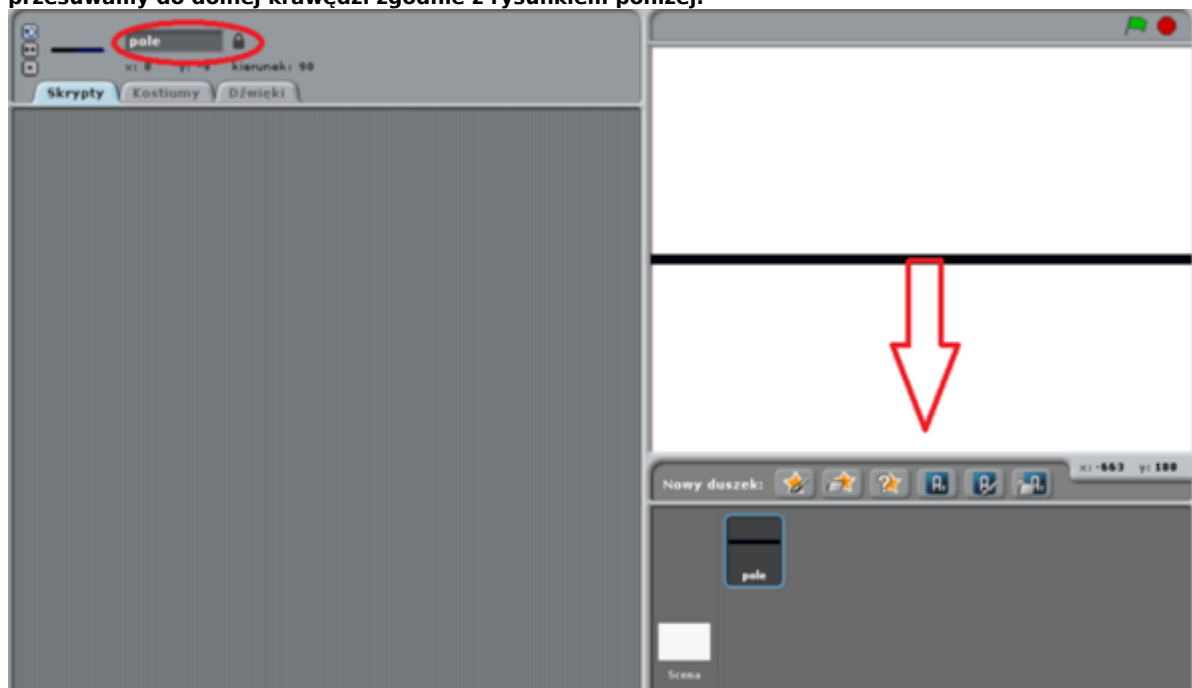 przesuwamy do dolnej krawędzi zgodnie z rysunkiem poniżej.
pole
x: 0 y: kierunek: 90
Skrypty Kostiumy Dźwięki
x: -663 y: 180
Nowy duszek:
pole
Scena